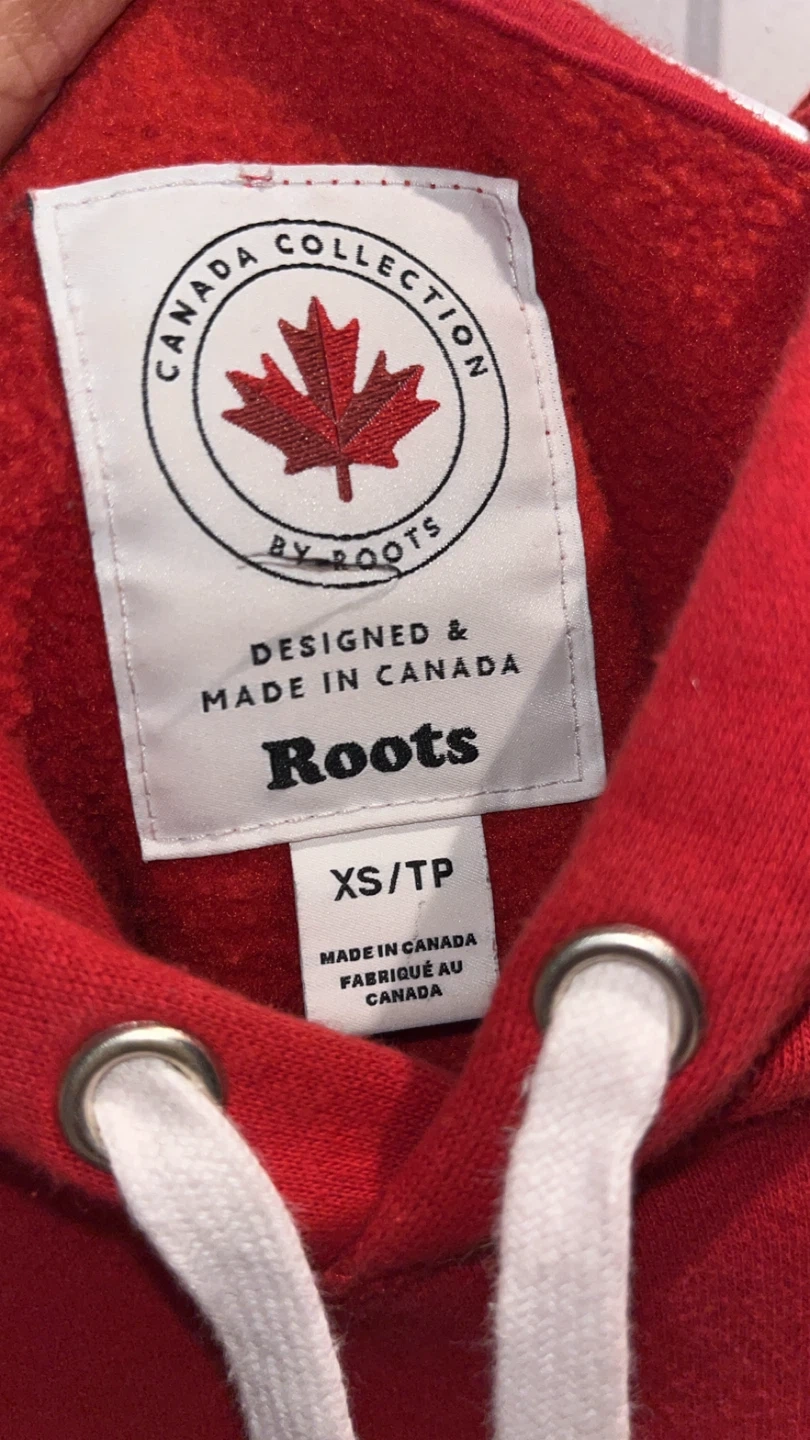 CANADA COLLECTION
BY ROOTS
DESIGNED &
MADE IN CANADA
Roots
XS/TP
MADE IN CANADA
FABRIQUÉ AU
CANADA